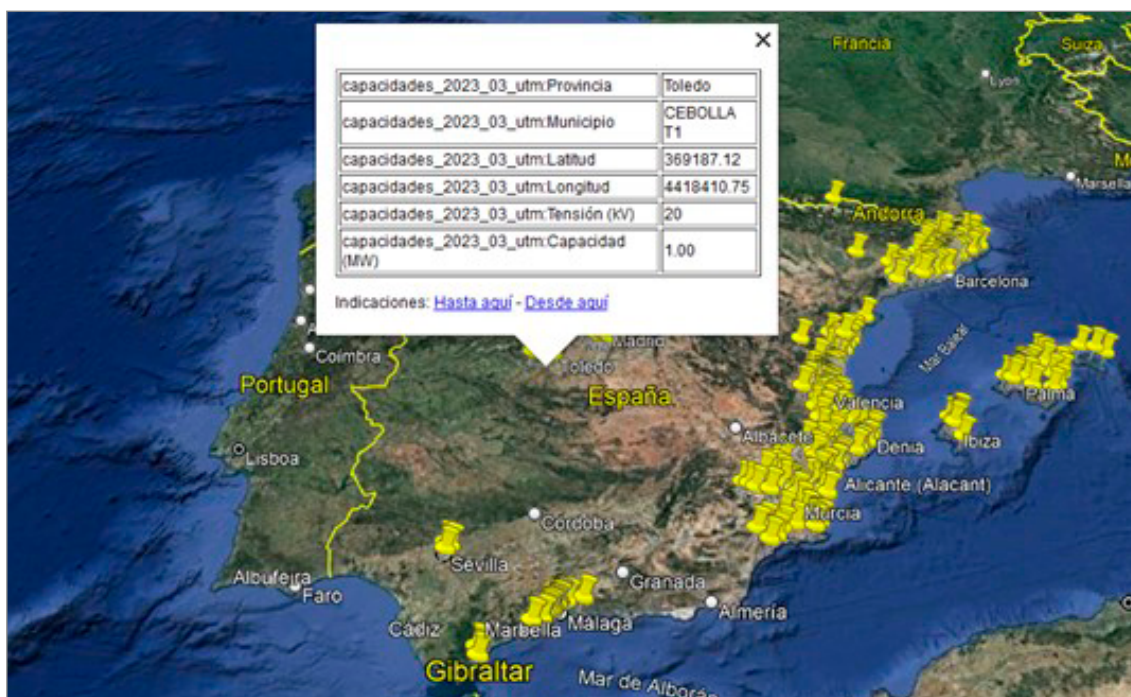 Francia
Suiza
Lyon
capacidades_2023_03_utm:Provincia Toledo
capacidades_2023_03_utm:Municipio CEBOLLA
T1
capacidades_2023_03_utm:Latitud 369187.12
capacidades_2023_03_utm:Longitud 4418410.75
capacidades_2023_03_utm:Tensión (kV) 20
capacidades_2023_03_utm:Capacidad
(MW) 1.00
Indicaciones: Hasta aquí - Desde aquí
Marsella
Andorra
Barcelona
Madrid
Coimbra
Toledo
Mar Balear
Portugal
España
Palma
Valencia
Albacete
Ibiza
Denia
Lisboa
Alicante (Alacant)
Murcia
Córdoba
Sevilla
Granada
Albufeira
Faro
Almería
Cádiz
Marbella
Málaga
Gibraltar
Mar de Alborán